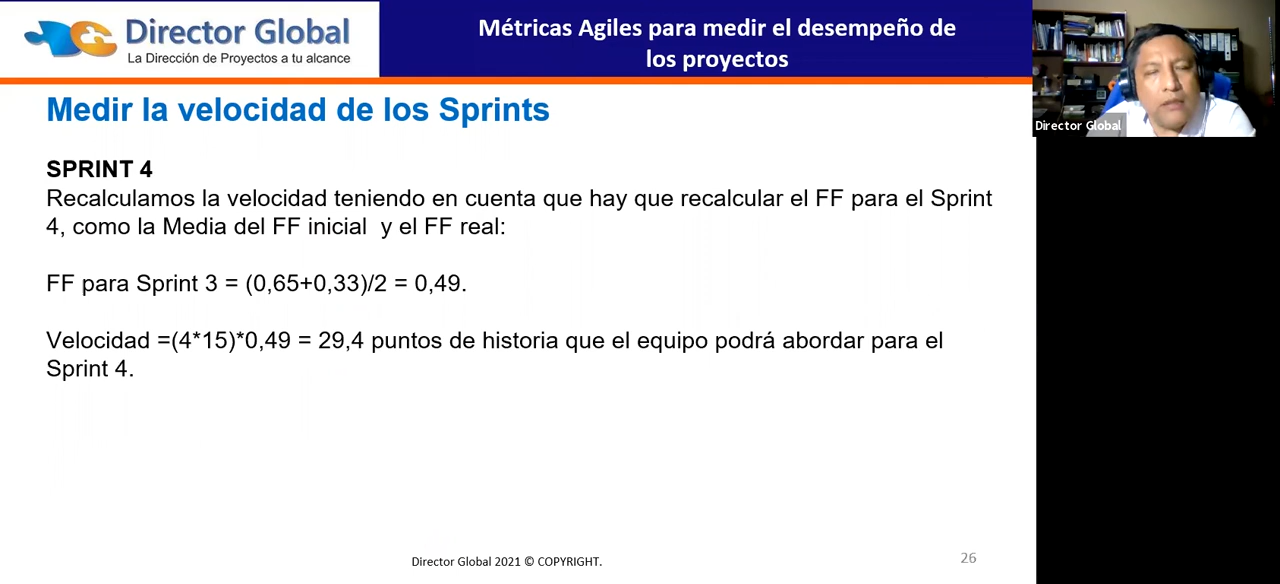 Director Global
La Dirección de Proyectos a tu alcance
Métricas Agiles para medir el desempeño de
los proyectos
Director Global
Medir la velocidad de los Sprints
SPRINT 4
Recalculamos la velocidad teniendo en cuenta que hay que recalcular el FF para el Sprint
4, como la Media del FF inicial y el FF real:
FF para Sprint 3 = (0,65+0,33)/2 = 0,49.
Velocidad =(4*15)*0,49 = 29,4 puntos de historia que el equipo podrá abordar para el
Sprint 4.
Director Global 2021 © COPYRIGHT.
26